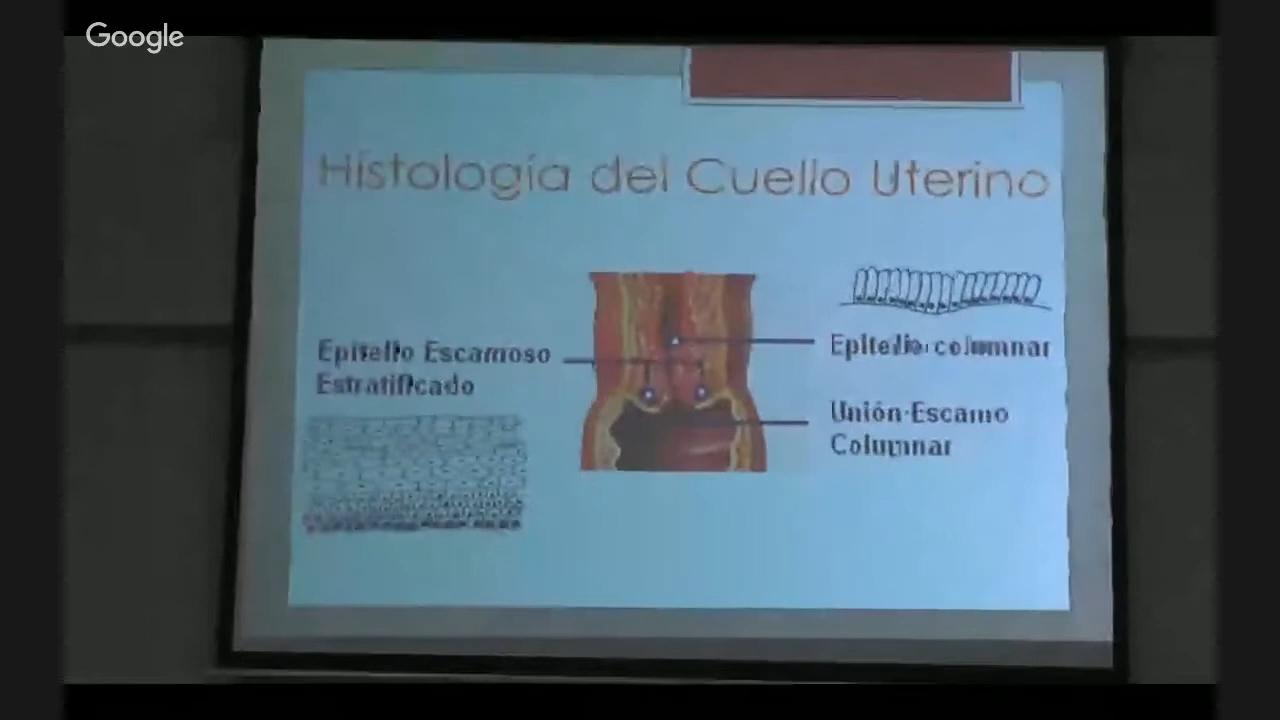 Google
Histología del Cuello Uterino
Epitelio Escamoso
Estratificado
Epitelio columnar
Unión Escamo
Columnar